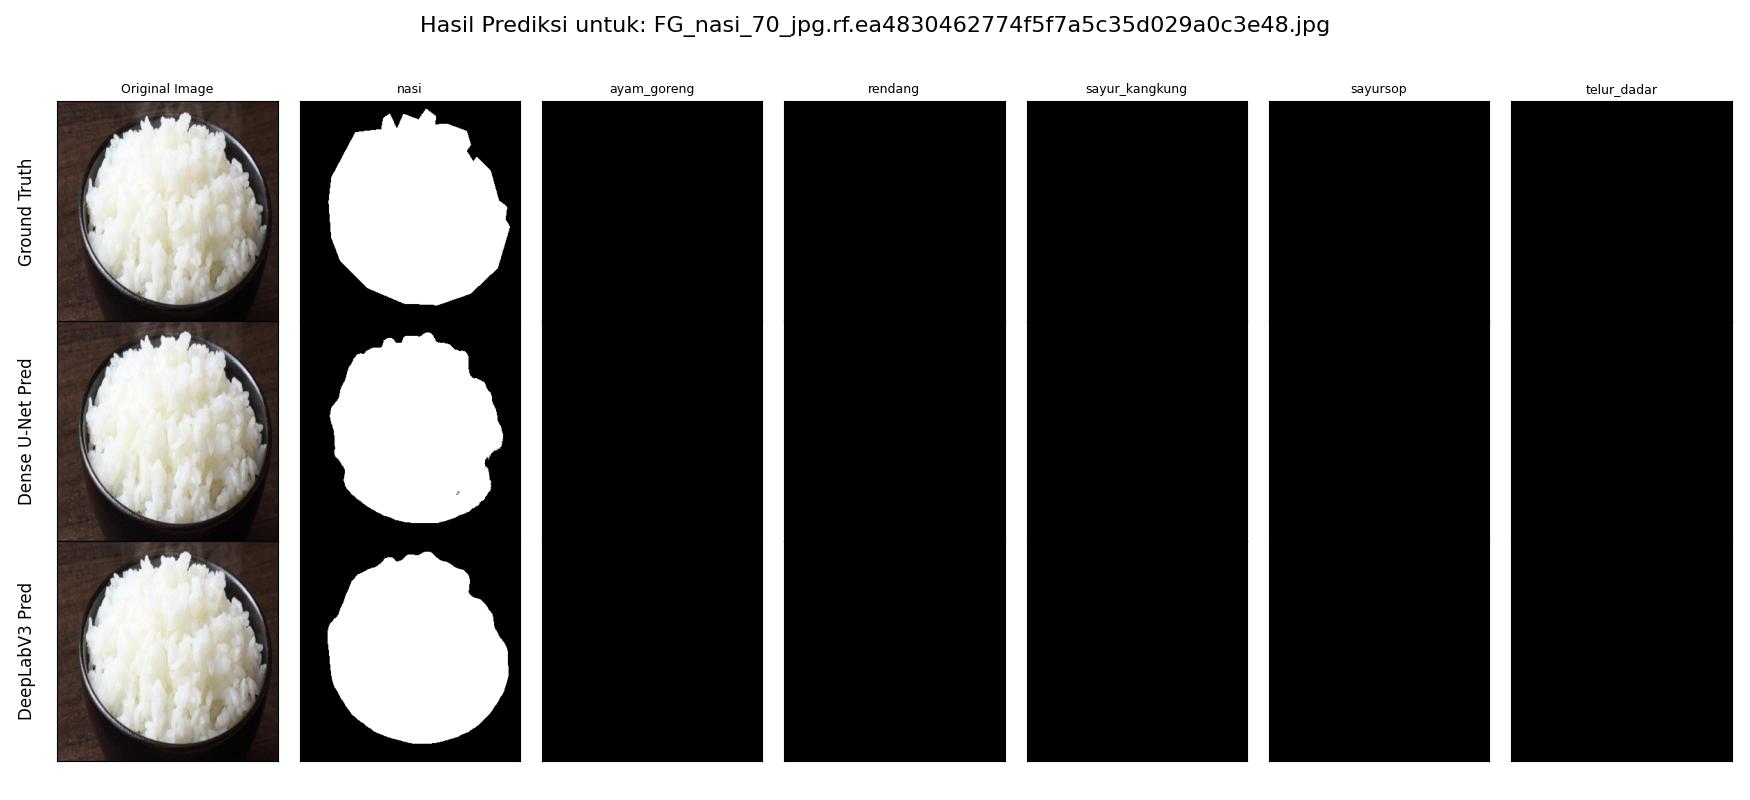 Hasil Prediksi untuk: FG_nasi_70_jpg.rf.ea4830462774f5f7a5c35d029a0c3e48.jpg
Original Image
nasi
ayam_goreng
rendang
sayur_kangkung
sayursop
telur_dadar
Ground Truth
Dense U-Net Pred
DeepLabV3 Pred